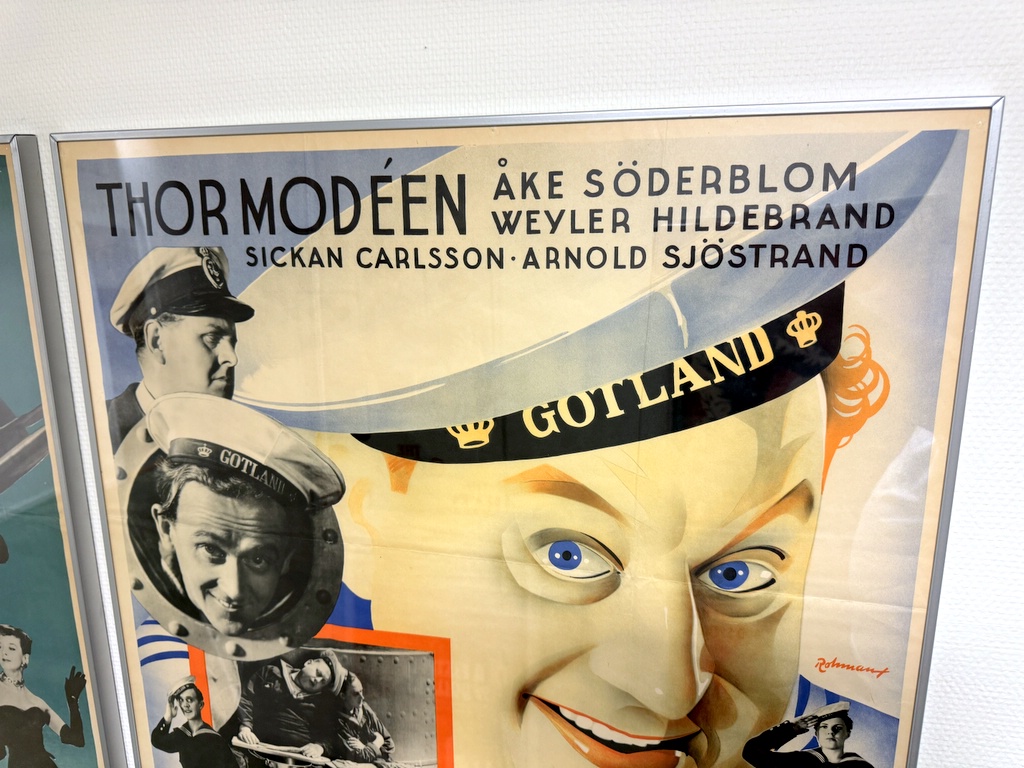 THOR MODÉEN
ÅKE SÖDERBLOM
WEYLER HILDEBRAND
SICKAN CARLSSON · ARNOLD SJÖSTRAND
GOTLAND
GOTLAND
Rohman